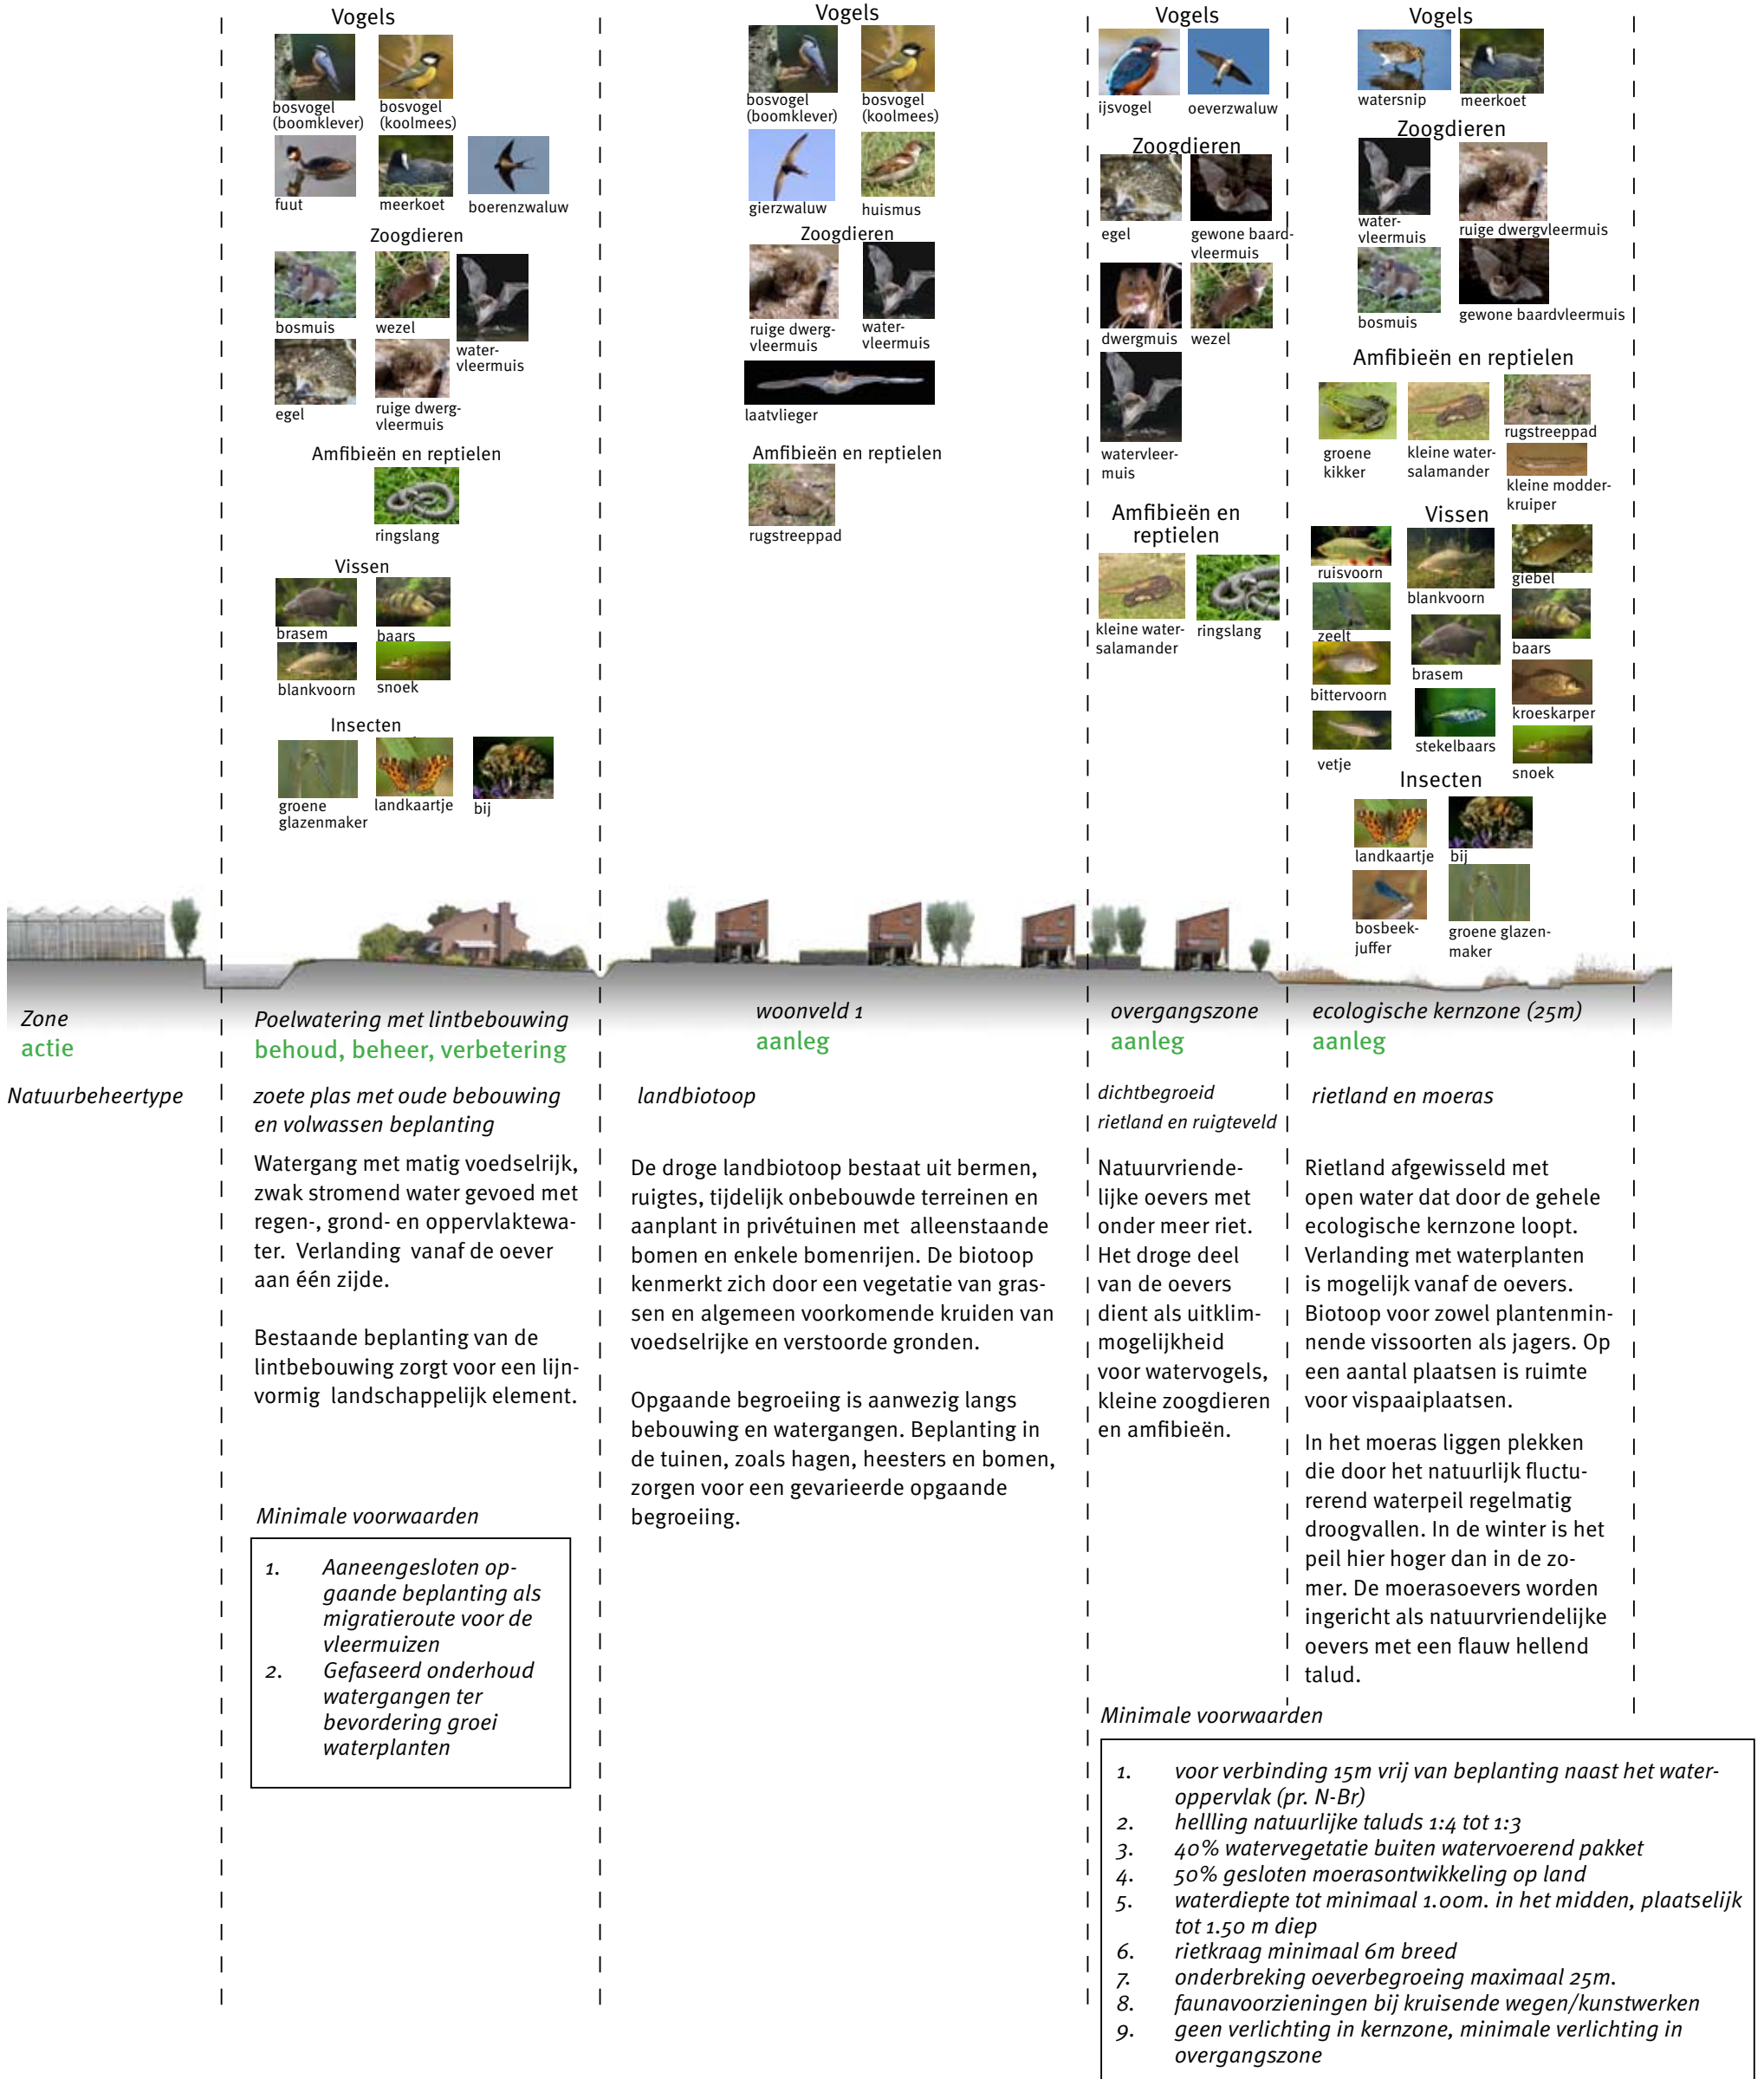 Vogels
bosvogel
(boomklever)
bosvogel
(koolmees)
fuut
meerkoet
boerenzwaluw
Zoogdieren
bosmuis
wezel
water-
vleermuis
egel
ruige dwerg-
vleermuis
Amfibieën en reptielen
ringslang
Vissen
brasem
baars
blankvoorn
snoek
Insecten
groene
glazenmaker
landkaartje
bij
Vogels
bosvogel
(boomklever)
bosvogel
(koolmees)
gierzwaluw
huismus
Zoogdieren
ruige dwerg-
vleermuis
water-
vleermuis
laatvlieger
Amfibieën en reptielen
rugstreeppad
Vogels
ijsvogel
oeverzwaluw
Zoogdieren
egel
gewone baard-
vleermuis
dwergmuis
wezel
watervleer-
muis
Amfibieën en
reptielen
kleine water-
salamander
ringslang
Vogels
watersnip
meerkoet
Zoogdieren
water-
vleermuis
ruige dwergvleermuis
bosmuis
gewone baardvleermuis
Amfibieën en reptielen
groene
kikker
kleine water-
salamander
rugstreeppad
kleine modder-
kruiper
Vissen
ruisvoorn
blankvoorn
giebel
zeelt
brasem
baars
bittervoorn
kroeskarper
vetje
stekelbaars
snoek
Insecten
landkaartje
bij
bosbeek-
juffer
groene glazen-
maker
Zone
actie
Natuurbeheertype
Poelwatering met lintbebouwing
behoud, beheer, verbetering
zoete plas met oude bebouwing
en volwassen beplanting
Watergang met matig voedselrijk,
zwak stromend water gevoed met
regen-, grond- en oppervlaktewa-
ter. Verlanding vanaf de oever
aan één zijde.
Bestaande beplanting van de
lintbebouwing zorgt voor een lijn-
vormig landschappelijk element.
Minimale voorwaarden
1. Aaneengesloten op-
gaande beplanting als
migratieroute voor de
vleermuizen
2. Gefaseerd onderhoud
watergangen ter
bevordering groei
waterplanten
woonveld 1
aanleg
landbiotoop
De droge landbiotoop bestaat uit bermen,
ruigtes, tijdelijk onbebouwde terreinen en
aanplant in privétuinen met alleenstaande
bomen en enkele bomenrijen. De biotoop
kenmerkt zich door een vegetatie van gras-
sen en algemeen voorkomende kruiden van
voedselrijke en verstoorde gronden.
Opgaande begroeiing is aanwezig langs
bebouwing en watergangen. Beplanting in
de tuinen, zoals hagen, heesters en bomen,
zorgen voor een gevarieerde opgaande
begroeiing.
overgangszone
aanleg
dichtbegroeid
rietland en ruigteveld
Natuurvriende-
lijke oevers met
onder meer riet.
Het droge deel
van de oevers
dient als uitklim-
mogelijkheid
voor watervogels,
kleine zoogdieren
en amfibieën.
ecologische kernzone (25m)
aanleg
rietland en moeras
Rietland afgewisseld met
open water dat door de gehele
ecologische kernzone loopt.
Verlanding met waterplanten
is mogelijk vanaf de oevers.
Biotoop voor zowel plantenmin-
nende vissoorten als jagers. Op
een aantal plaatsen is ruimte
voor vispaaiplaatsen.
In het moeras liggen plekken
die door het natuurlijk fluctu-
rerend waterpeil regelmatig
droogvallen. In de winter is het
peil hier hoger dan in de zo-
mer. De moerasoevers worden
ingericht als natuurvriendelijke
oevers met een flauw hellend
talud.
Minimale voorwaarden
1. voor verbinding 15m vrij van beplanting naast het water-
oppervlak (pr. N-Br)
2. hellling natuurlijke taluds 1:4 tot 1:3
3. 40% watervegetatie buiten watervoerend pakket
4. 50% gesloten moerasontwikkeling op land
5. waterdiepte tot minimaal 1.00m. in het midden, plaatselijk
tot 1.50 m diep
6. rietkraag minimaal 6m breed
7. onderbreking oeverbegroeing maximaal 25m.
8. faunavoorzieningen bij kruisende wegen/kunstwerken
9. geen verlichting in kernzone, minimale verlichting in
overgangszone